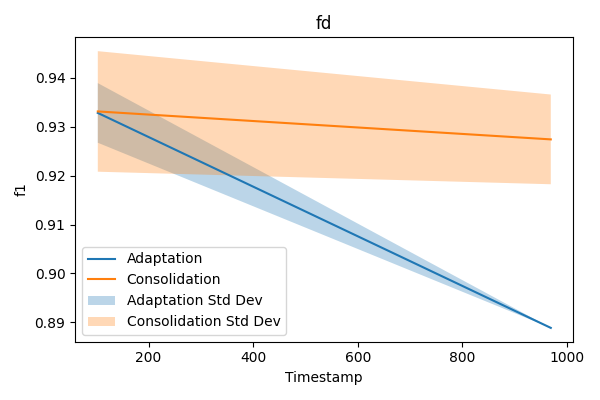 fd
f1
0.94
0.93
0.92
0.91
0.90
0.89
Adaptation
Consolidation
Adaptation Std Dev
Consolidation Std Dev
200
400
600
800
1000
Timestamp